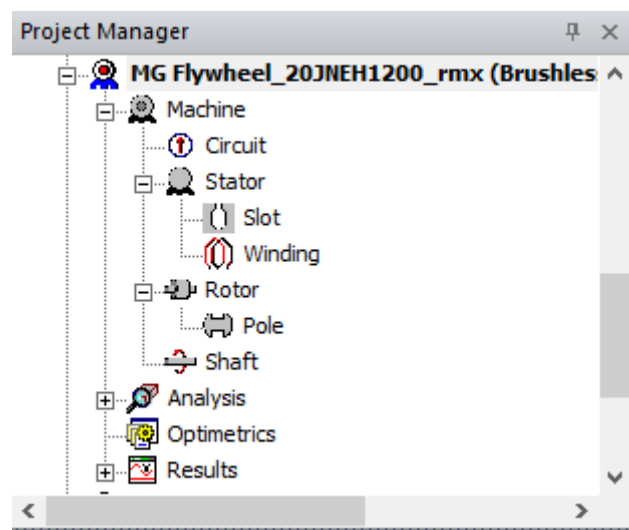 Project Manager
MG Flywheel_20JNEH1200_rmx (Brushles
Machine
Circuit
Stator
Slot
Winding
Rotor
Pole
Shaft
Analysis
Optimetrics
Results